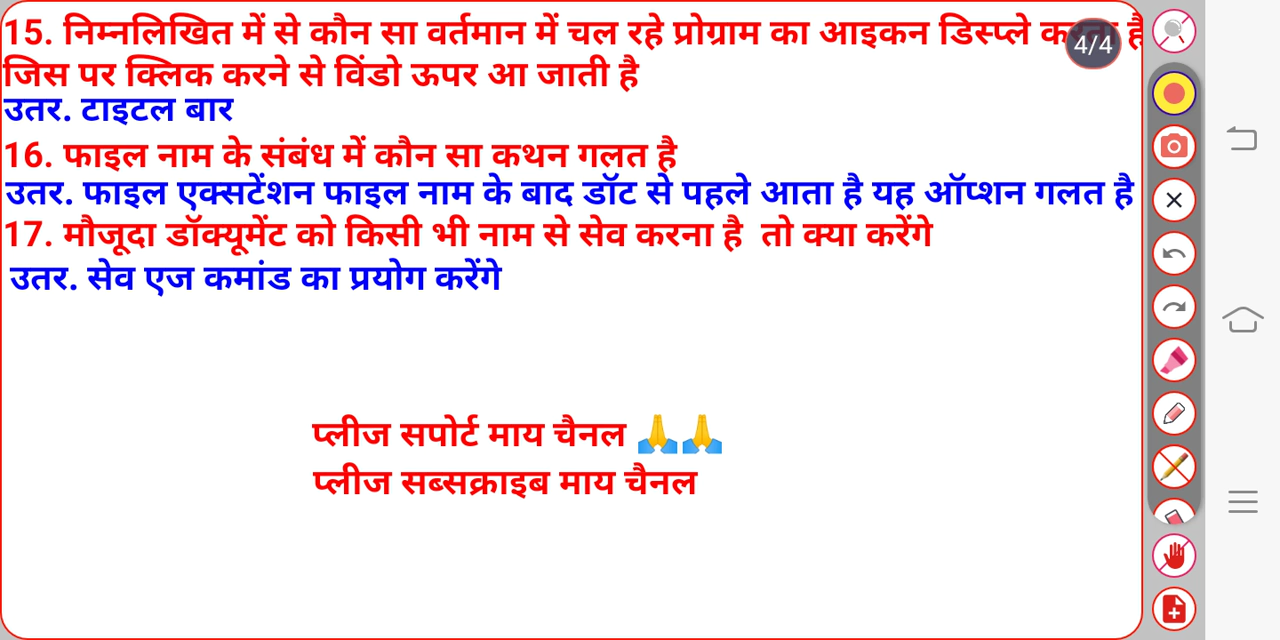 15. निम्नलिखित में से कौन सा वर्तमान में चल रहे प्रोग्राम का आइकन डिस्प्ले करता है
4/4
जिस पर क्लिक करने से विंडो ऊपर आ जाती है
उतर. टाइटल बार
16. फाइल नाम के संबंध में कौन सा कथन गलत है
उतर. फाइल एक्सटेंशन फाइल नाम के बाद डॉट से पहले आता है यह ऑप्शन गलत है
17. मौजूदा डॉक्यूमेंट को किसी भी नाम से सेव करना है तो क्या करेंगे
उतर. सेव एज कमांड का प्रयोग करेंगे
प्लीज सपोर्ट माय चैनल 🙏🙏
प्लीज सब्सक्राइब माय चैनल